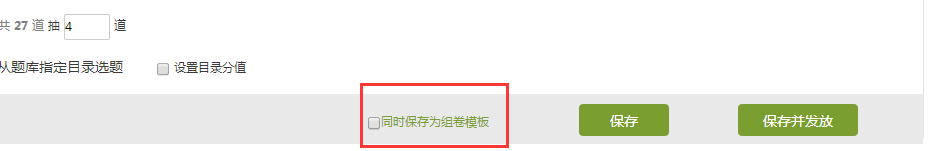 共 27 道 抽 4 道
从题库指定目录选题 设置目录分值
同时保存为组卷模板 保存 保存并发放